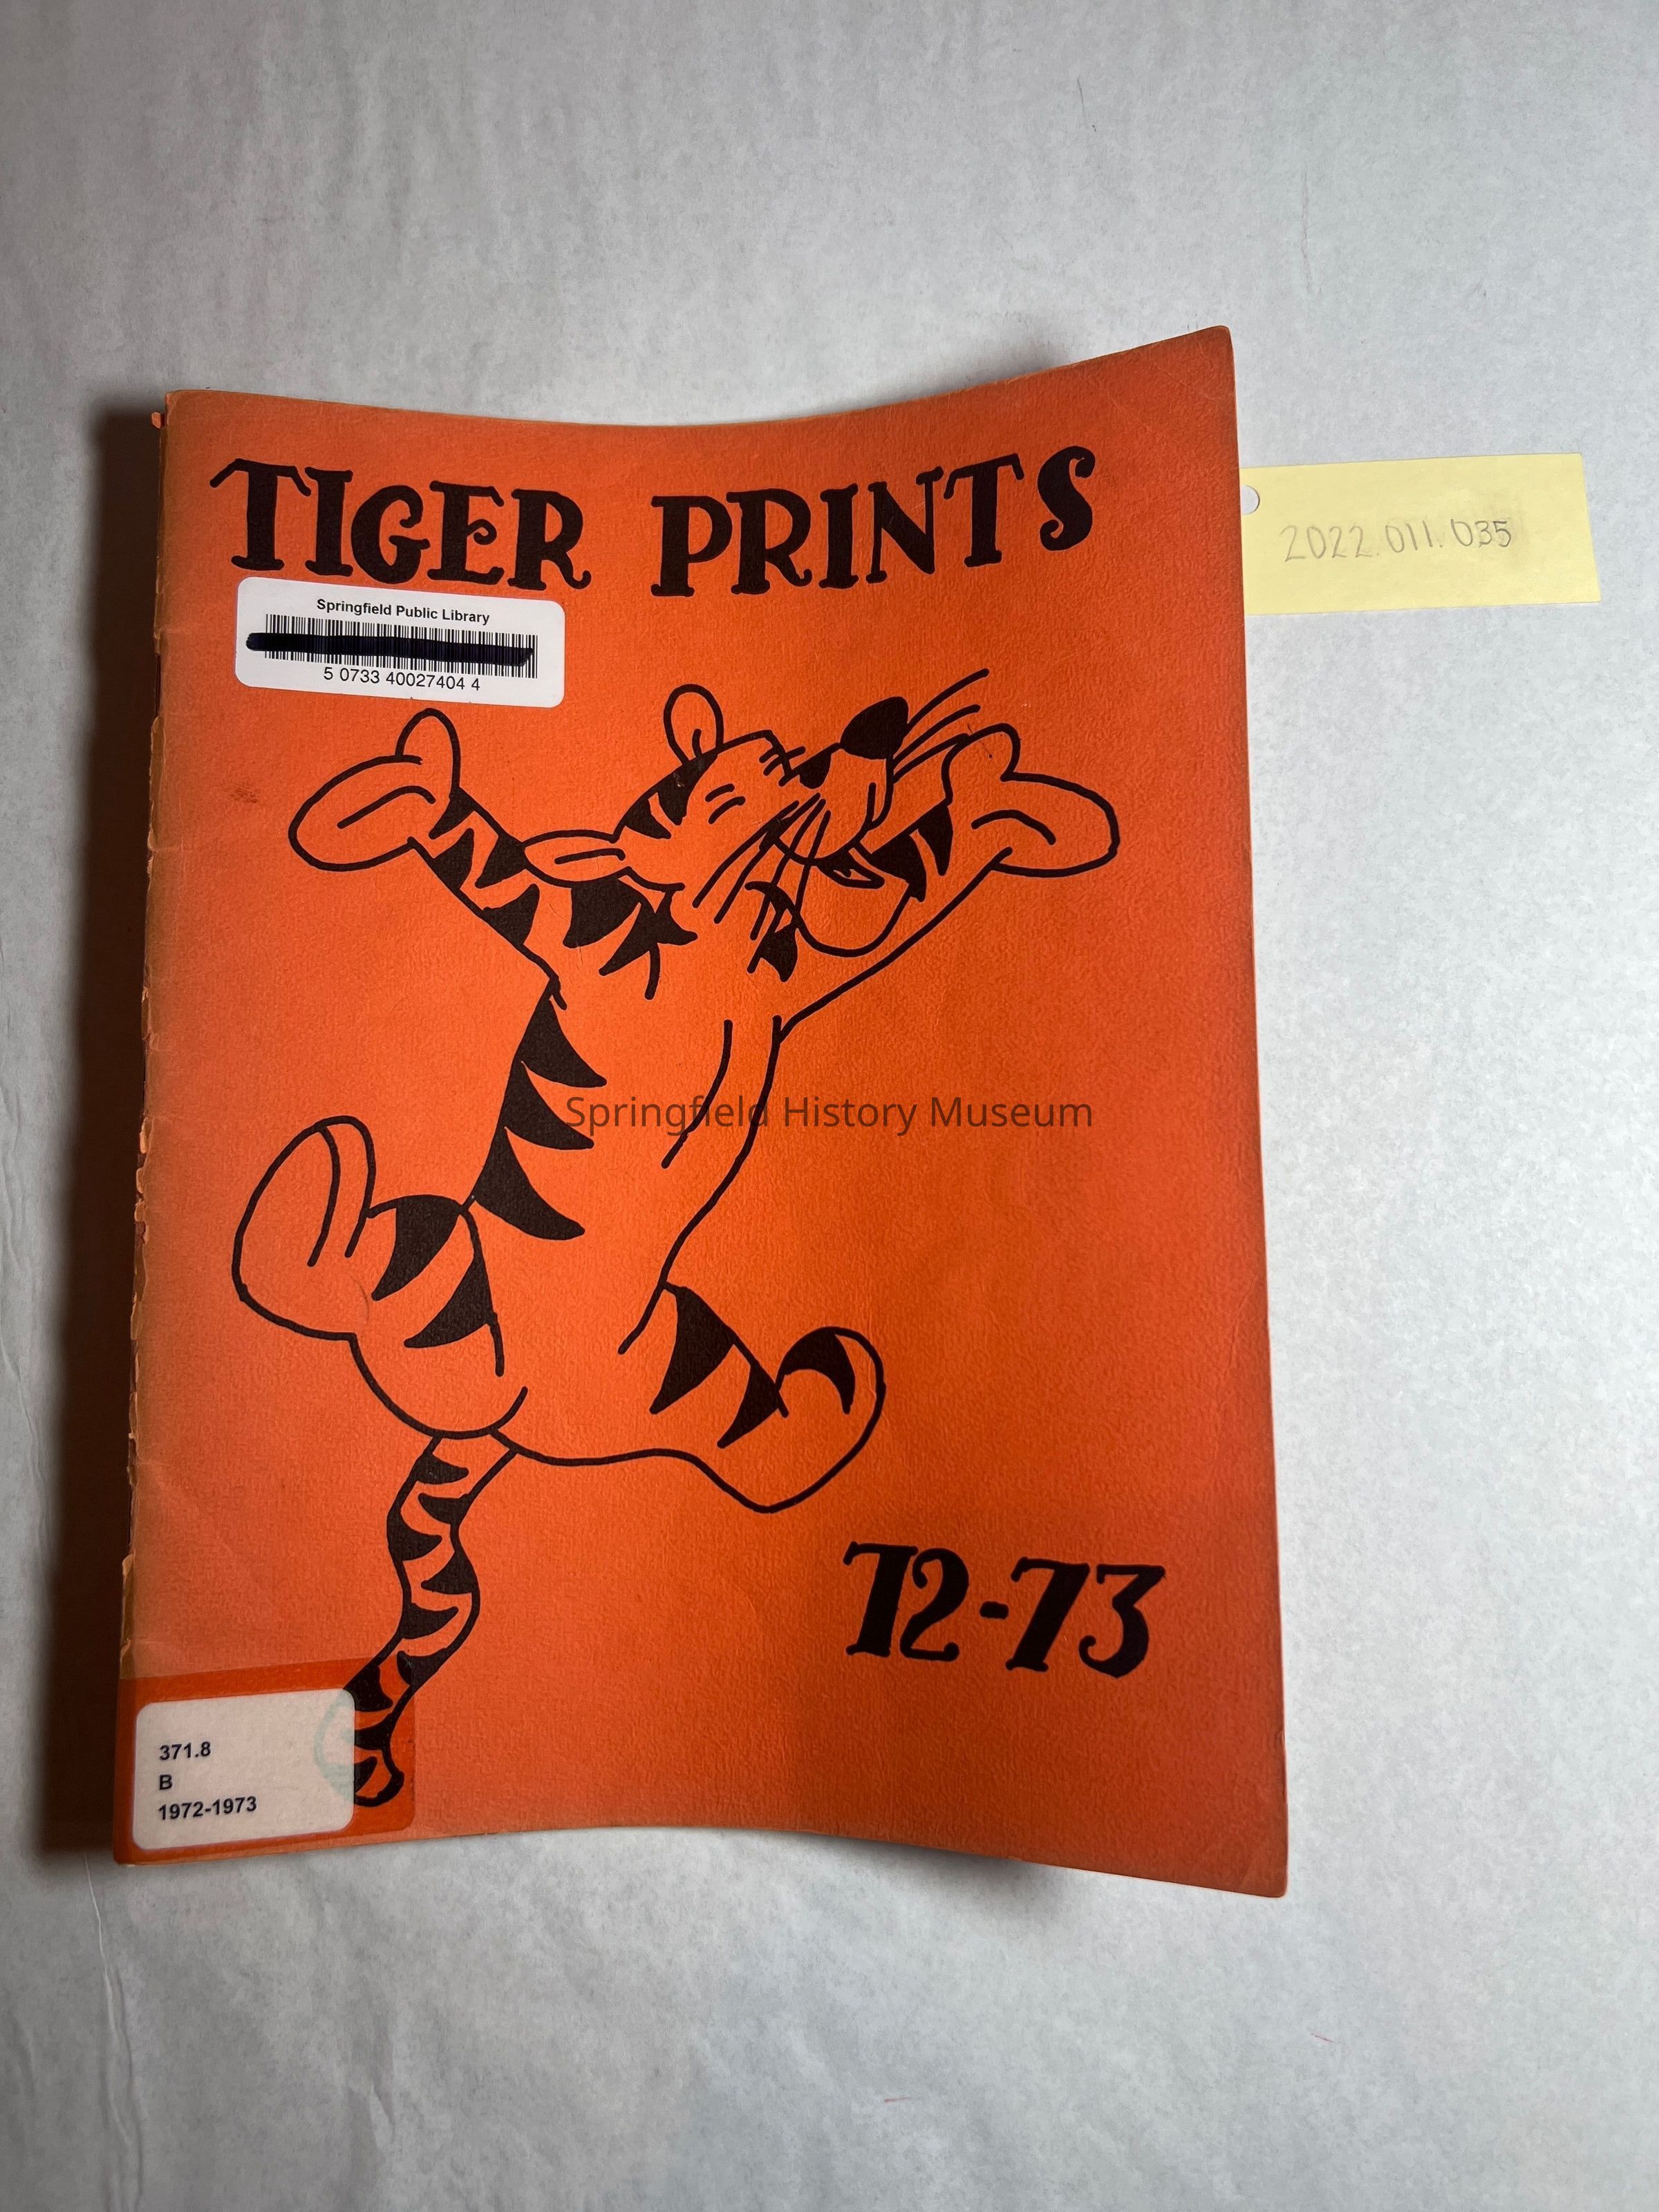 TIGER PRINTS
2022.011.035
Springfield Public Library
5 0733 40027404 4
Springfield History Museum
72-73
371.8
B
1972-1973